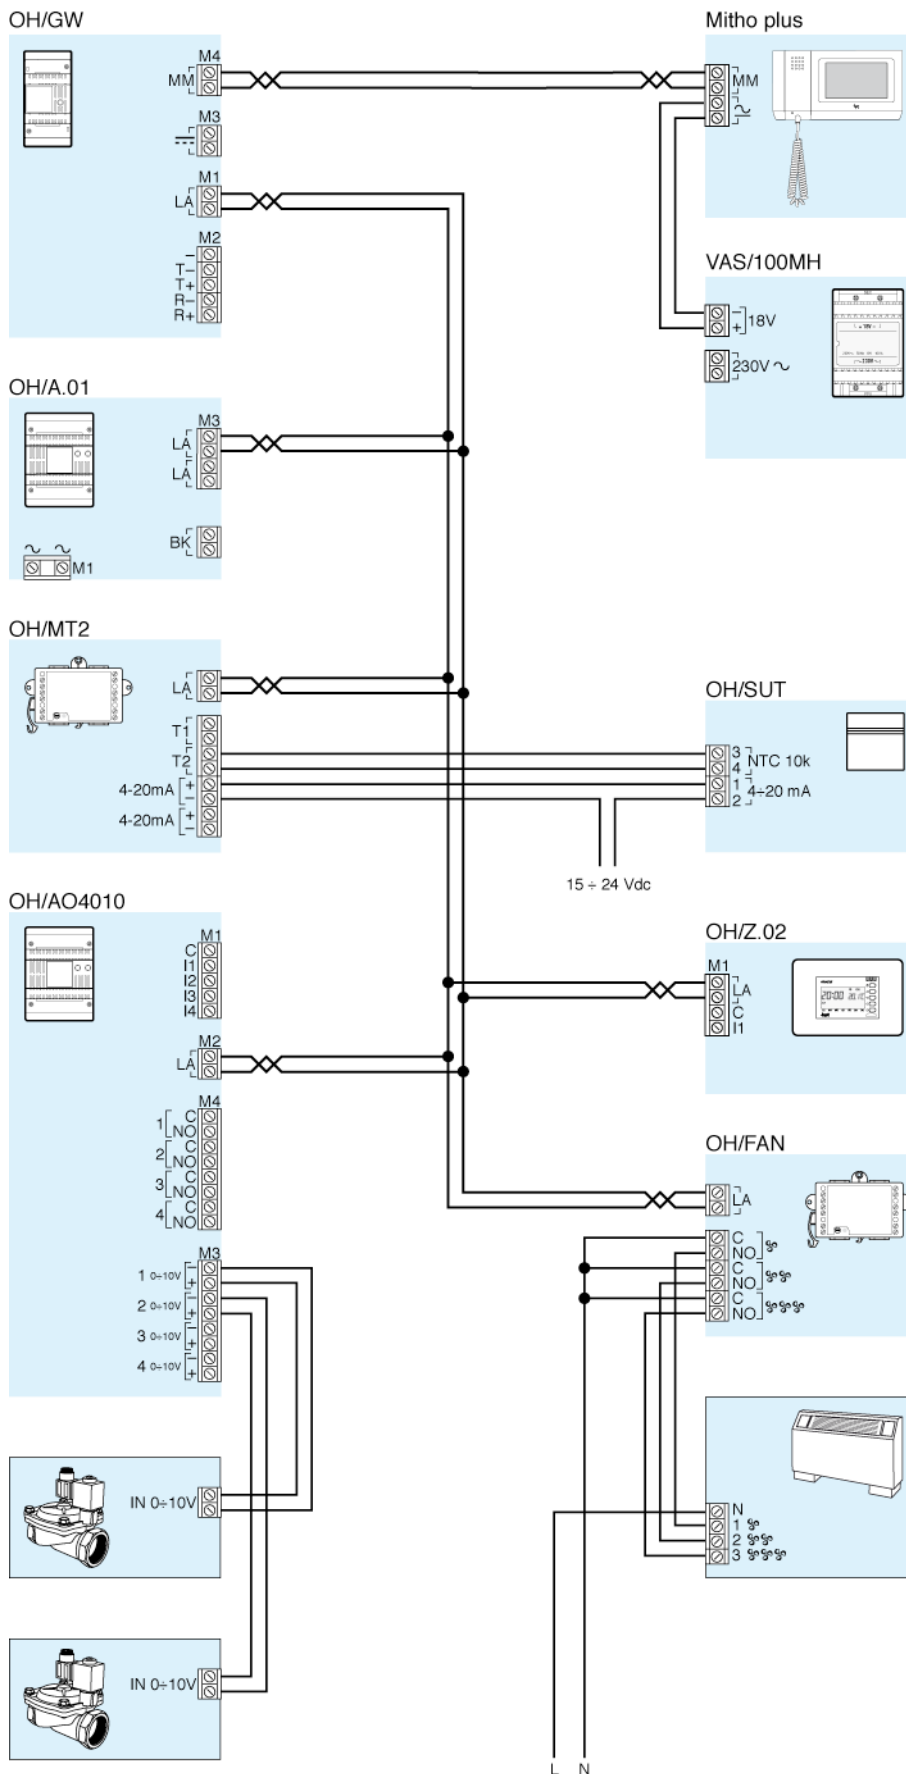 OH/GW
Mitho plus
M4
MM
MM
M3
M1
LA
M2
–
T–
T+
R–
R+
VAS/100MH
–
+
18V
230V ~
OH/A.01
M3
LA
LA
BK
~ ~
M1
OH/MT2
LA
T1
T2
4-20mA
+
–
4-20mA
+
–
OH/SUT
3
4
NTC 10k
1
2
4÷20 mA
15 ÷ 24 Vdc
OH/AO4010
M1
C
I1
I2
I3
I4
M2
LA
M4
1
C
NO
2
C
NO
3
C
NO
4
C
NO
M3
1 0÷10V
–
+
2 0÷10V
–
+
3 0÷10V
–
+
4 0÷10V
–
+
OH/Z.02
M1
LA
C
I1
20:00
OH/FAN
LA
C
NO
C
NO
C
NO
IN 0÷10V
N
1
2
3
IN 0÷10V
L N